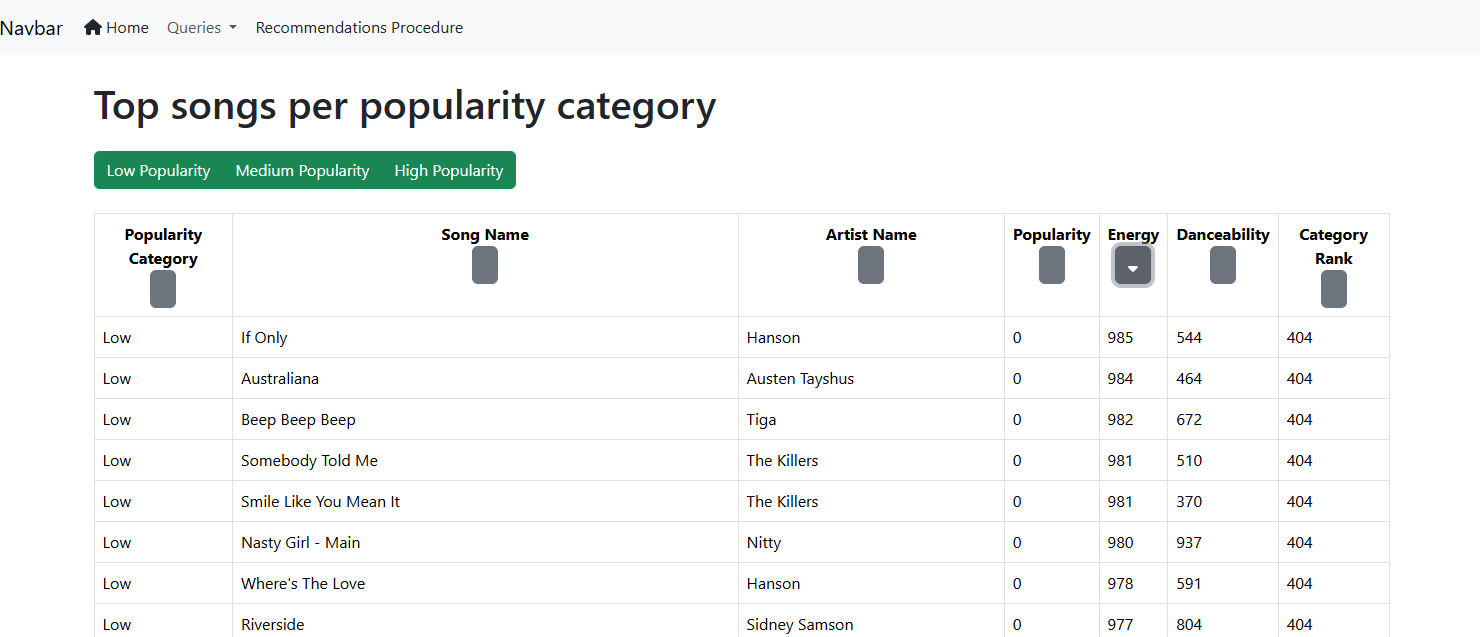 Navbar Home Queries Recommendations Procedure
Top songs per popularity category
Low Popularity Medium Popularity High Popularity
Popularity Category Song Name Artist Name Popularity Energy Danceability Category Rank
Low If Only Hanson 0 985 544 404
Low Australiana Austen Tayshus 0 984 464 404
Low Beep Beep Beep Tiga 0 982 672 404
Low Somebody Told Me The Killers 0 981 510 404
Low Smile Like You Mean It The Killers 0 981 370 404
Low Nasty Girl - Main Nitty 0 980 937 404
Low Where's The Love Hanson 0 978 591 404
Low Riverside Sidney Samson 0 977 804 404